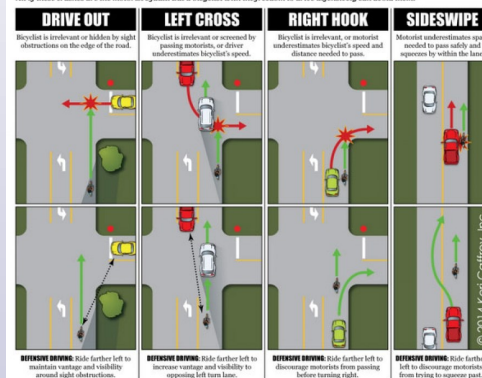 DRIVE OUT
Bicyclist is irrelevant or hidden by sight
obstructions on the edge of the road.
LEFT CROSS
Bicyclist is irrelevant or screened by
passing motorists, or driver
underestimates bicyclist's speed.
RIGHT HOOK
Bicyclist is irrelevant, or motorist
underestimates bicyclist's speed and
distance needed to pass.
SIDESWIPE
Motorist underestimates spa
needed to pass safely and
squeezes by within the lane
DEFENSIVE DRIVING: Ride farther left to
maintain vantage and visibility
around sight obstructions.
DEFENSIVE DRIVING: Ride farther left to
increase vantage and visibility to
opposing left turn lane.
DEFENSIVE DRIVING: Ride farther left to
discourage motorists from passing
before turning right.
DEFENSIVE DRIVING: Ride farthe
left to discourage motorists
from trying to squeeze past.
© 2014 Keri Caffrey, Inc